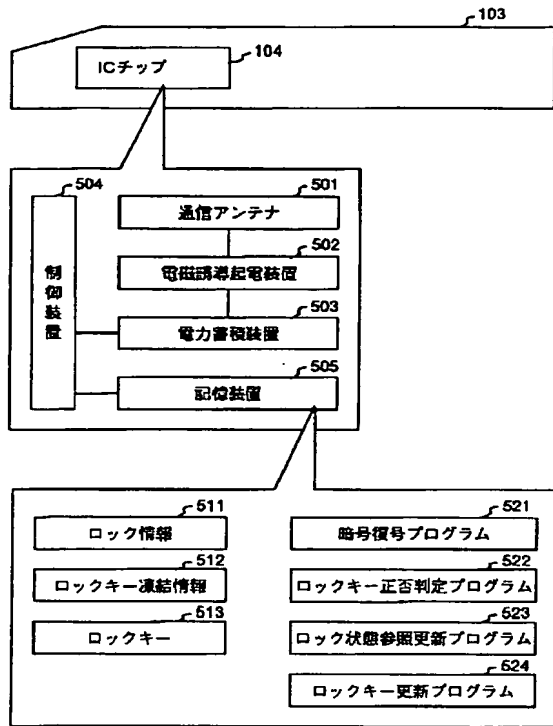 103
ICチップ
104
504
制御装置
501
通信アンテナ
502
電磁誘導起電装置
503
電力蓄積装置
505
記憶装置
511
ロック情報
512
ロックキー凍結情報
513
ロックキー
521
暗号復号プログラム
522
ロックキー正否判定プログラム
523
ロック状態参照更新プログラム
524
ロックキー更新プログラム